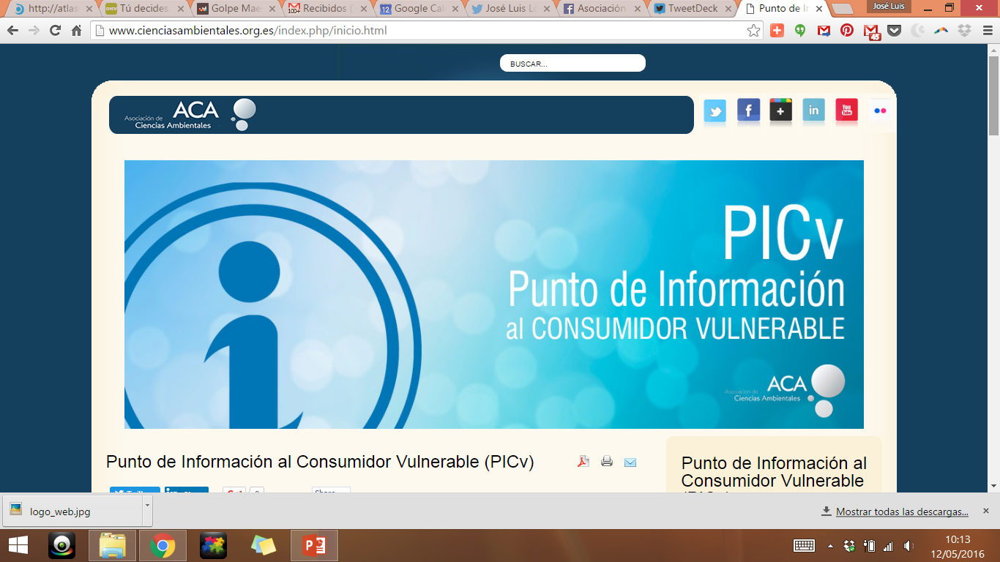 http://atlas
Tú decides.
Golpe Mae
Recibidos (
Google Cal
José Luis Lo
Asociación
TweetDeck
Punto de In
José Luis
www.cienciasambientales.org.es/index.php/inicio.html
45
BUSCAR...
Asociación de ACA
Ciencias Ambientales
PICv
Punto de Información
al CONSUMIDOR VULNERABLE
Asociación de ACA
Ciencias Ambientales
Punto de Información al Consumidor Vulnerable (PICv)
Punto de Información al
Consumidor Vulnerable
Share
logo_web.jpg
Mostrar todas las descargas...
10:13
12/05/2016